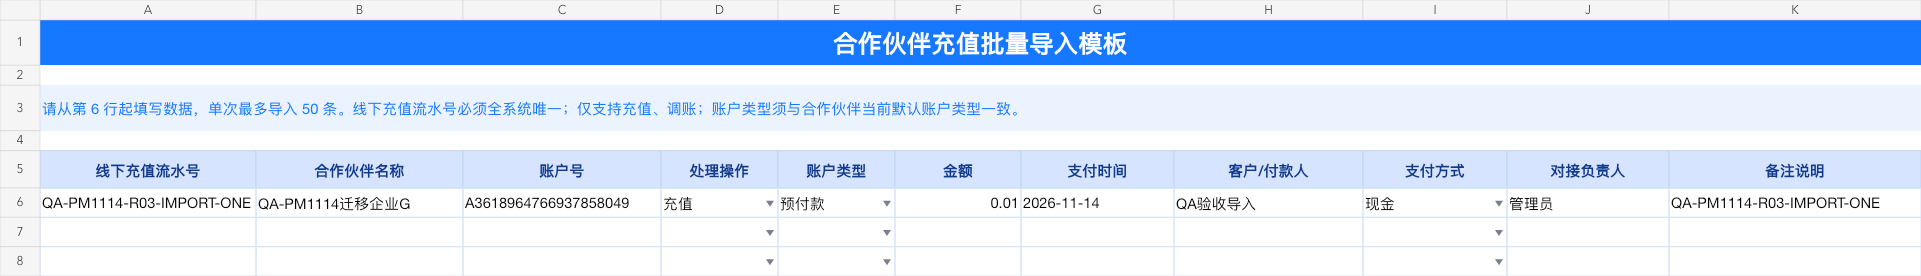 A B C D E F G H I J K
1 合作伙伴充值批量导入模板
2
3 请从第 6 行起填写数据，单次最多导入 50 条。线下充值流水号必须全系统唯一；仅支持充值、调账；账户类型须与合作伙伴当前默认账户类型一致。
4
5 线下充值流水号 合作伙伴名称 账户号 处理操作 账户类型 金额 支付时间 客户/付款人 支付方式 对接负责人 备注说明
6 QA-PM1114-R03-IMPORT-ONE QA-PM1114迁移企业G A3618964766937858049 充值 预付款 0.01 2026-11-14 QA验收导入 现金 管理员 QA-PM1114-R03-IMPORT-ONE
7
8